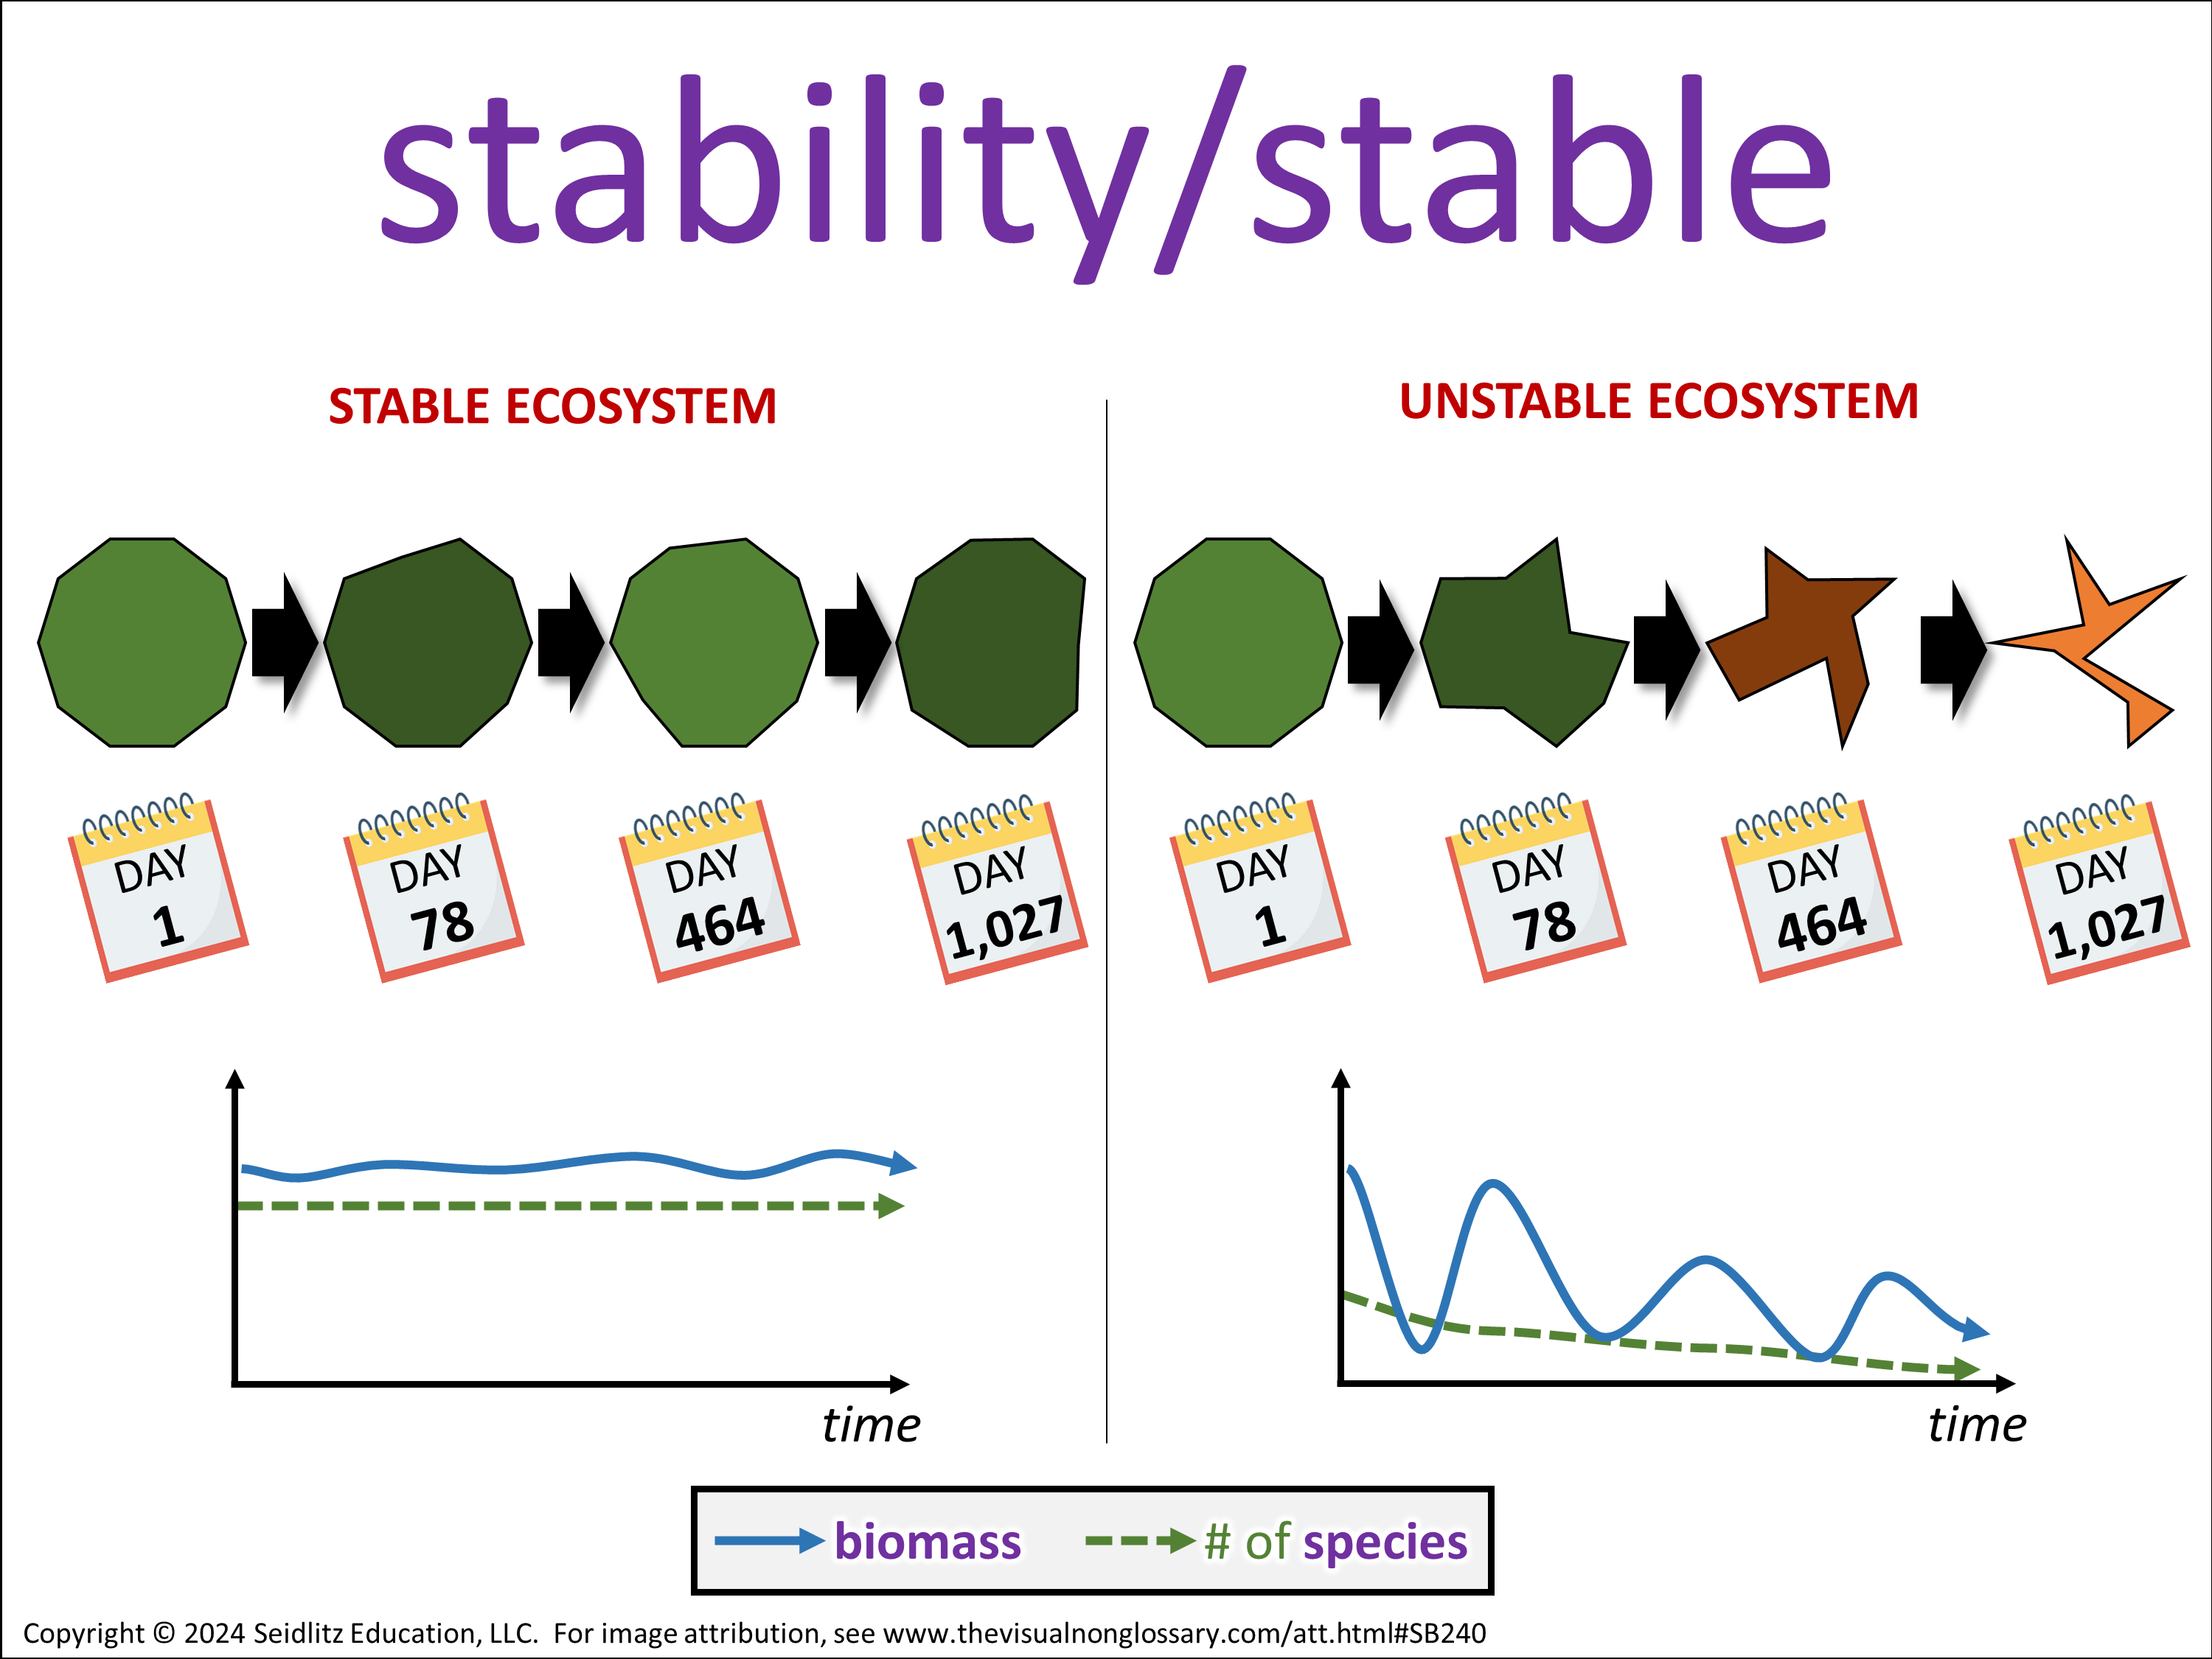 stability/stable
STABLE ECOSYSTEM
UNSTABLE ECOSYSTEM
DAY
1
DAY
78
DAY
464
DAY
1,027
DAY
1
DAY
78
DAY
464
DAY
1,027
time
time
biomass
# of species
Copyright © 2024 Seidlitz Education, LLC.  For image attribution, see www.thevisualnonglossary.com/att.html#SB240